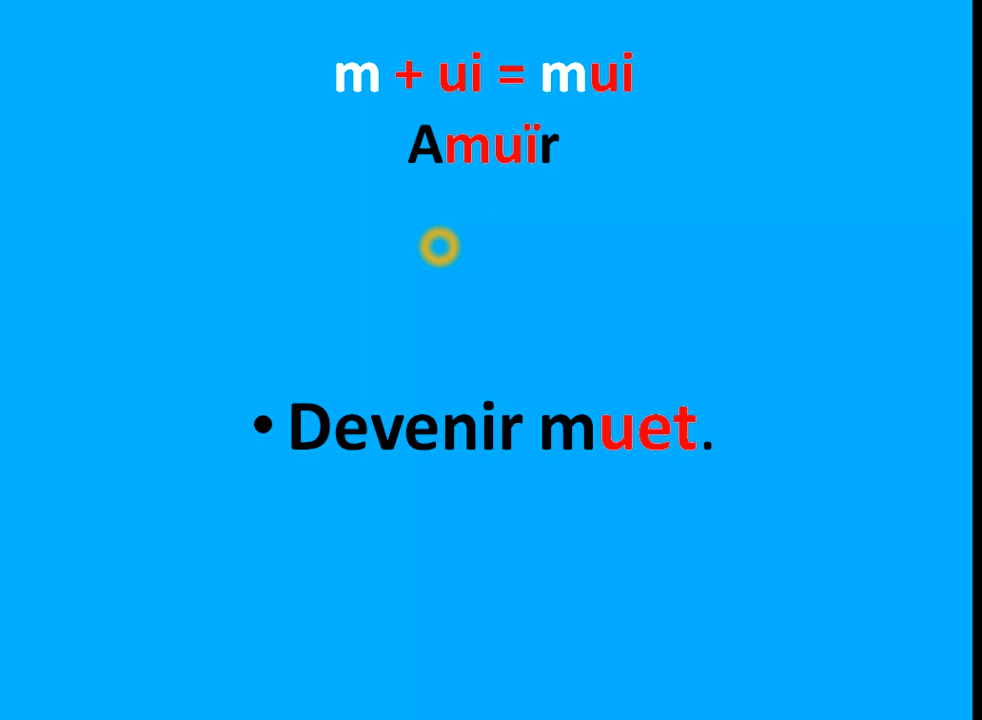 m + ui = mui
Amuïr
• Devenir muet.